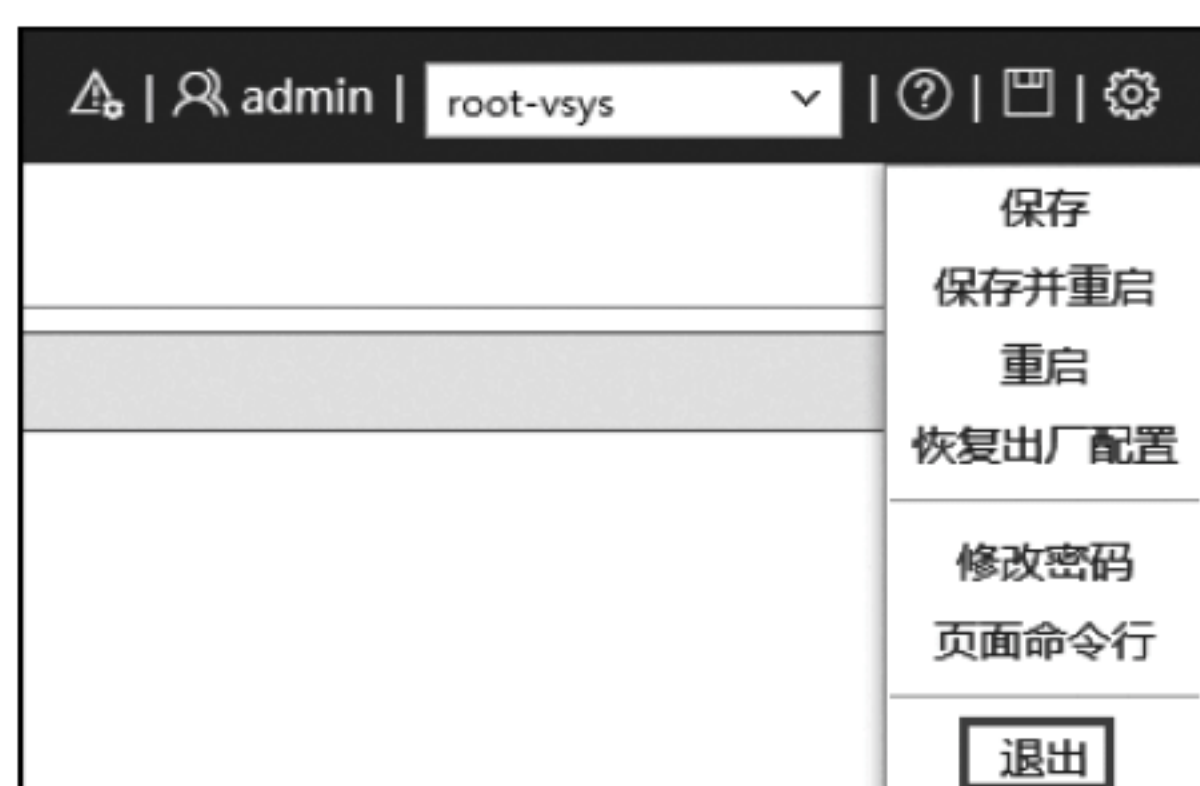 admin | root-vsys
保存
保存并重启
重启
恢复出厂配置
修改密码
页面命令行
退出